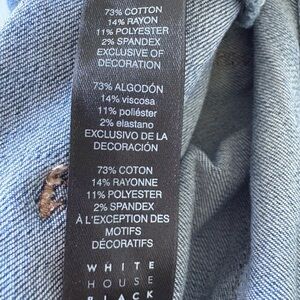 73% COTTON
14% RAYON
11% POLYESTER
2% SPANDEX
EXCLUSIVE OF
DECORATION
73% ALGODÓN
14% viscosa
11% poliéster
2% elastano
EXCLUSIVO DE LA
DECORACIÓN
73% COTON
14% RAYONNE
11% POLYESTER
2% SPANDEX
À L'EXCEPTION DES
MOTIFS
DÉCORATIFS
WHITE
HOUSE
BLACK